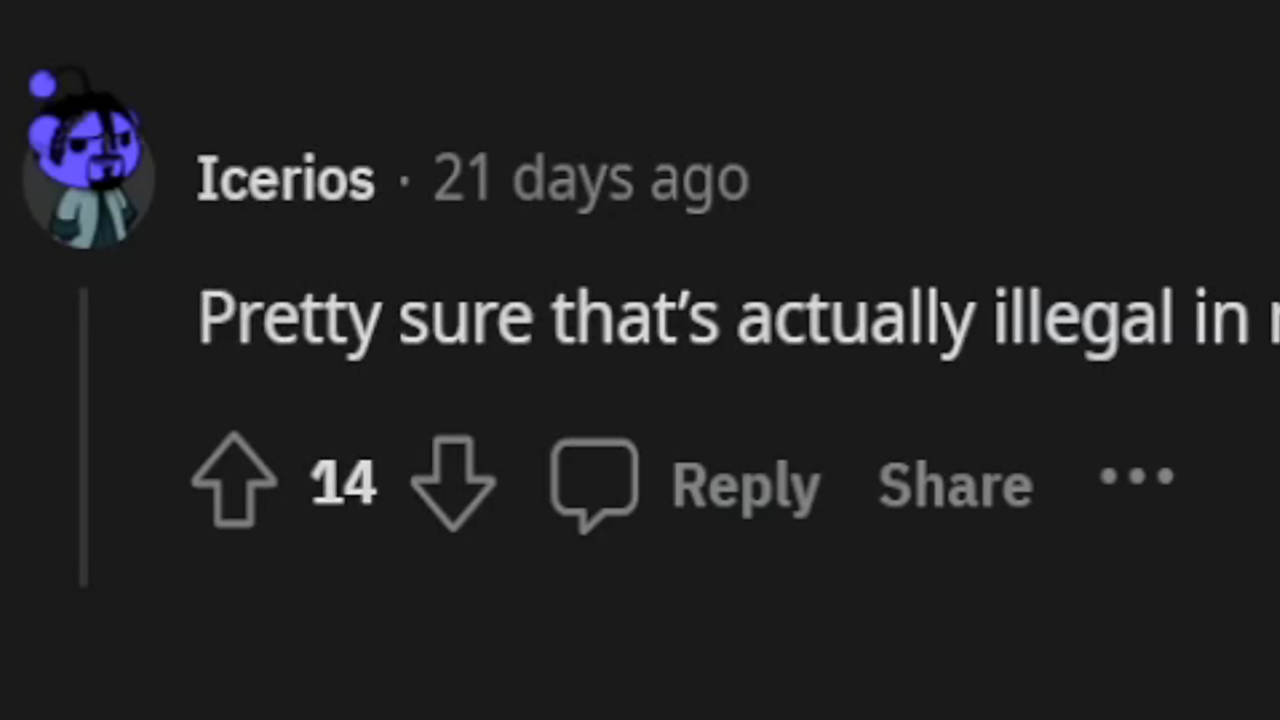 Icerios · 21 days ago
Pretty sure that’s actually illegal in
14 Reply Share •••